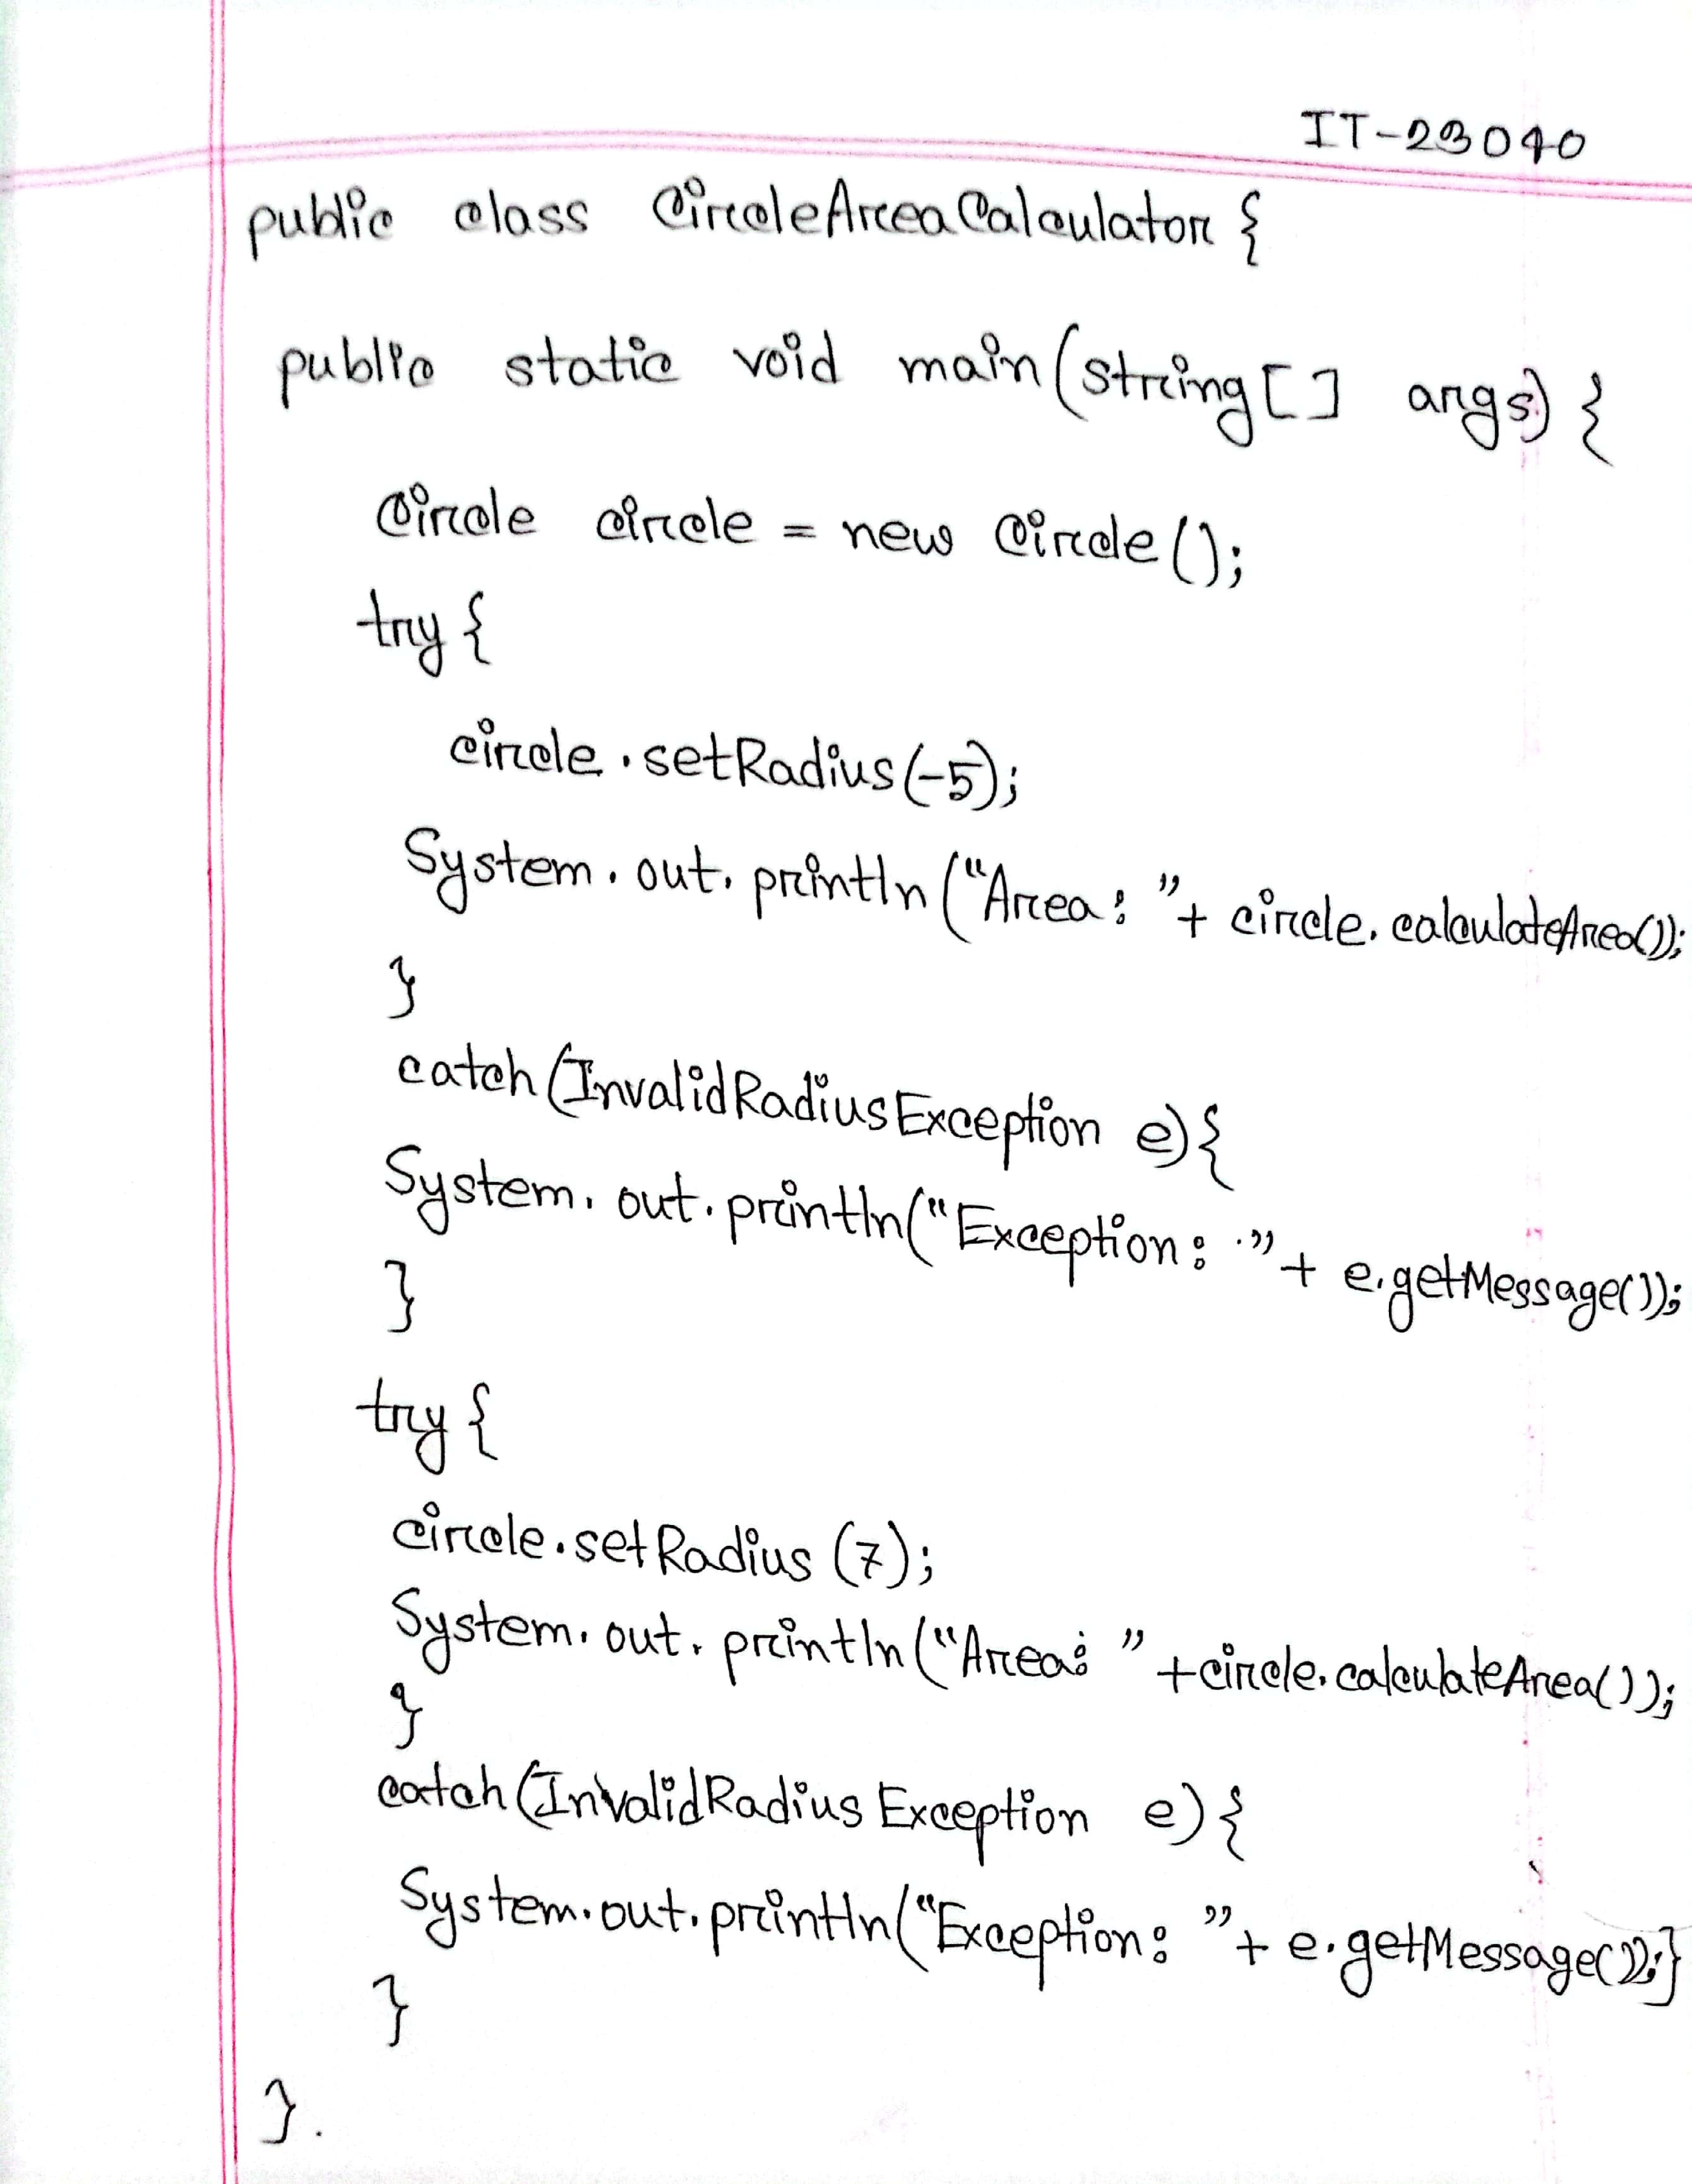 IT-23040
public class CircleAreaCalculator {
public static void main(string[] args) {
Circle circle = new Circle();
try {
circle.setRadius(-5);
System.out.println("Area: "+ circle.calculateArea());
}
catch(InvalidRadiusException e){
System.out.println("Exception: ."+ e.getMessage());
}
try {
circle.setRadius (7);
System.out.println("Area: "+circle.calculateArea());
}
catch(InvalidRadius Exception e) {
System.out.println("Exception: "+ e.getMessage());}
}
}.